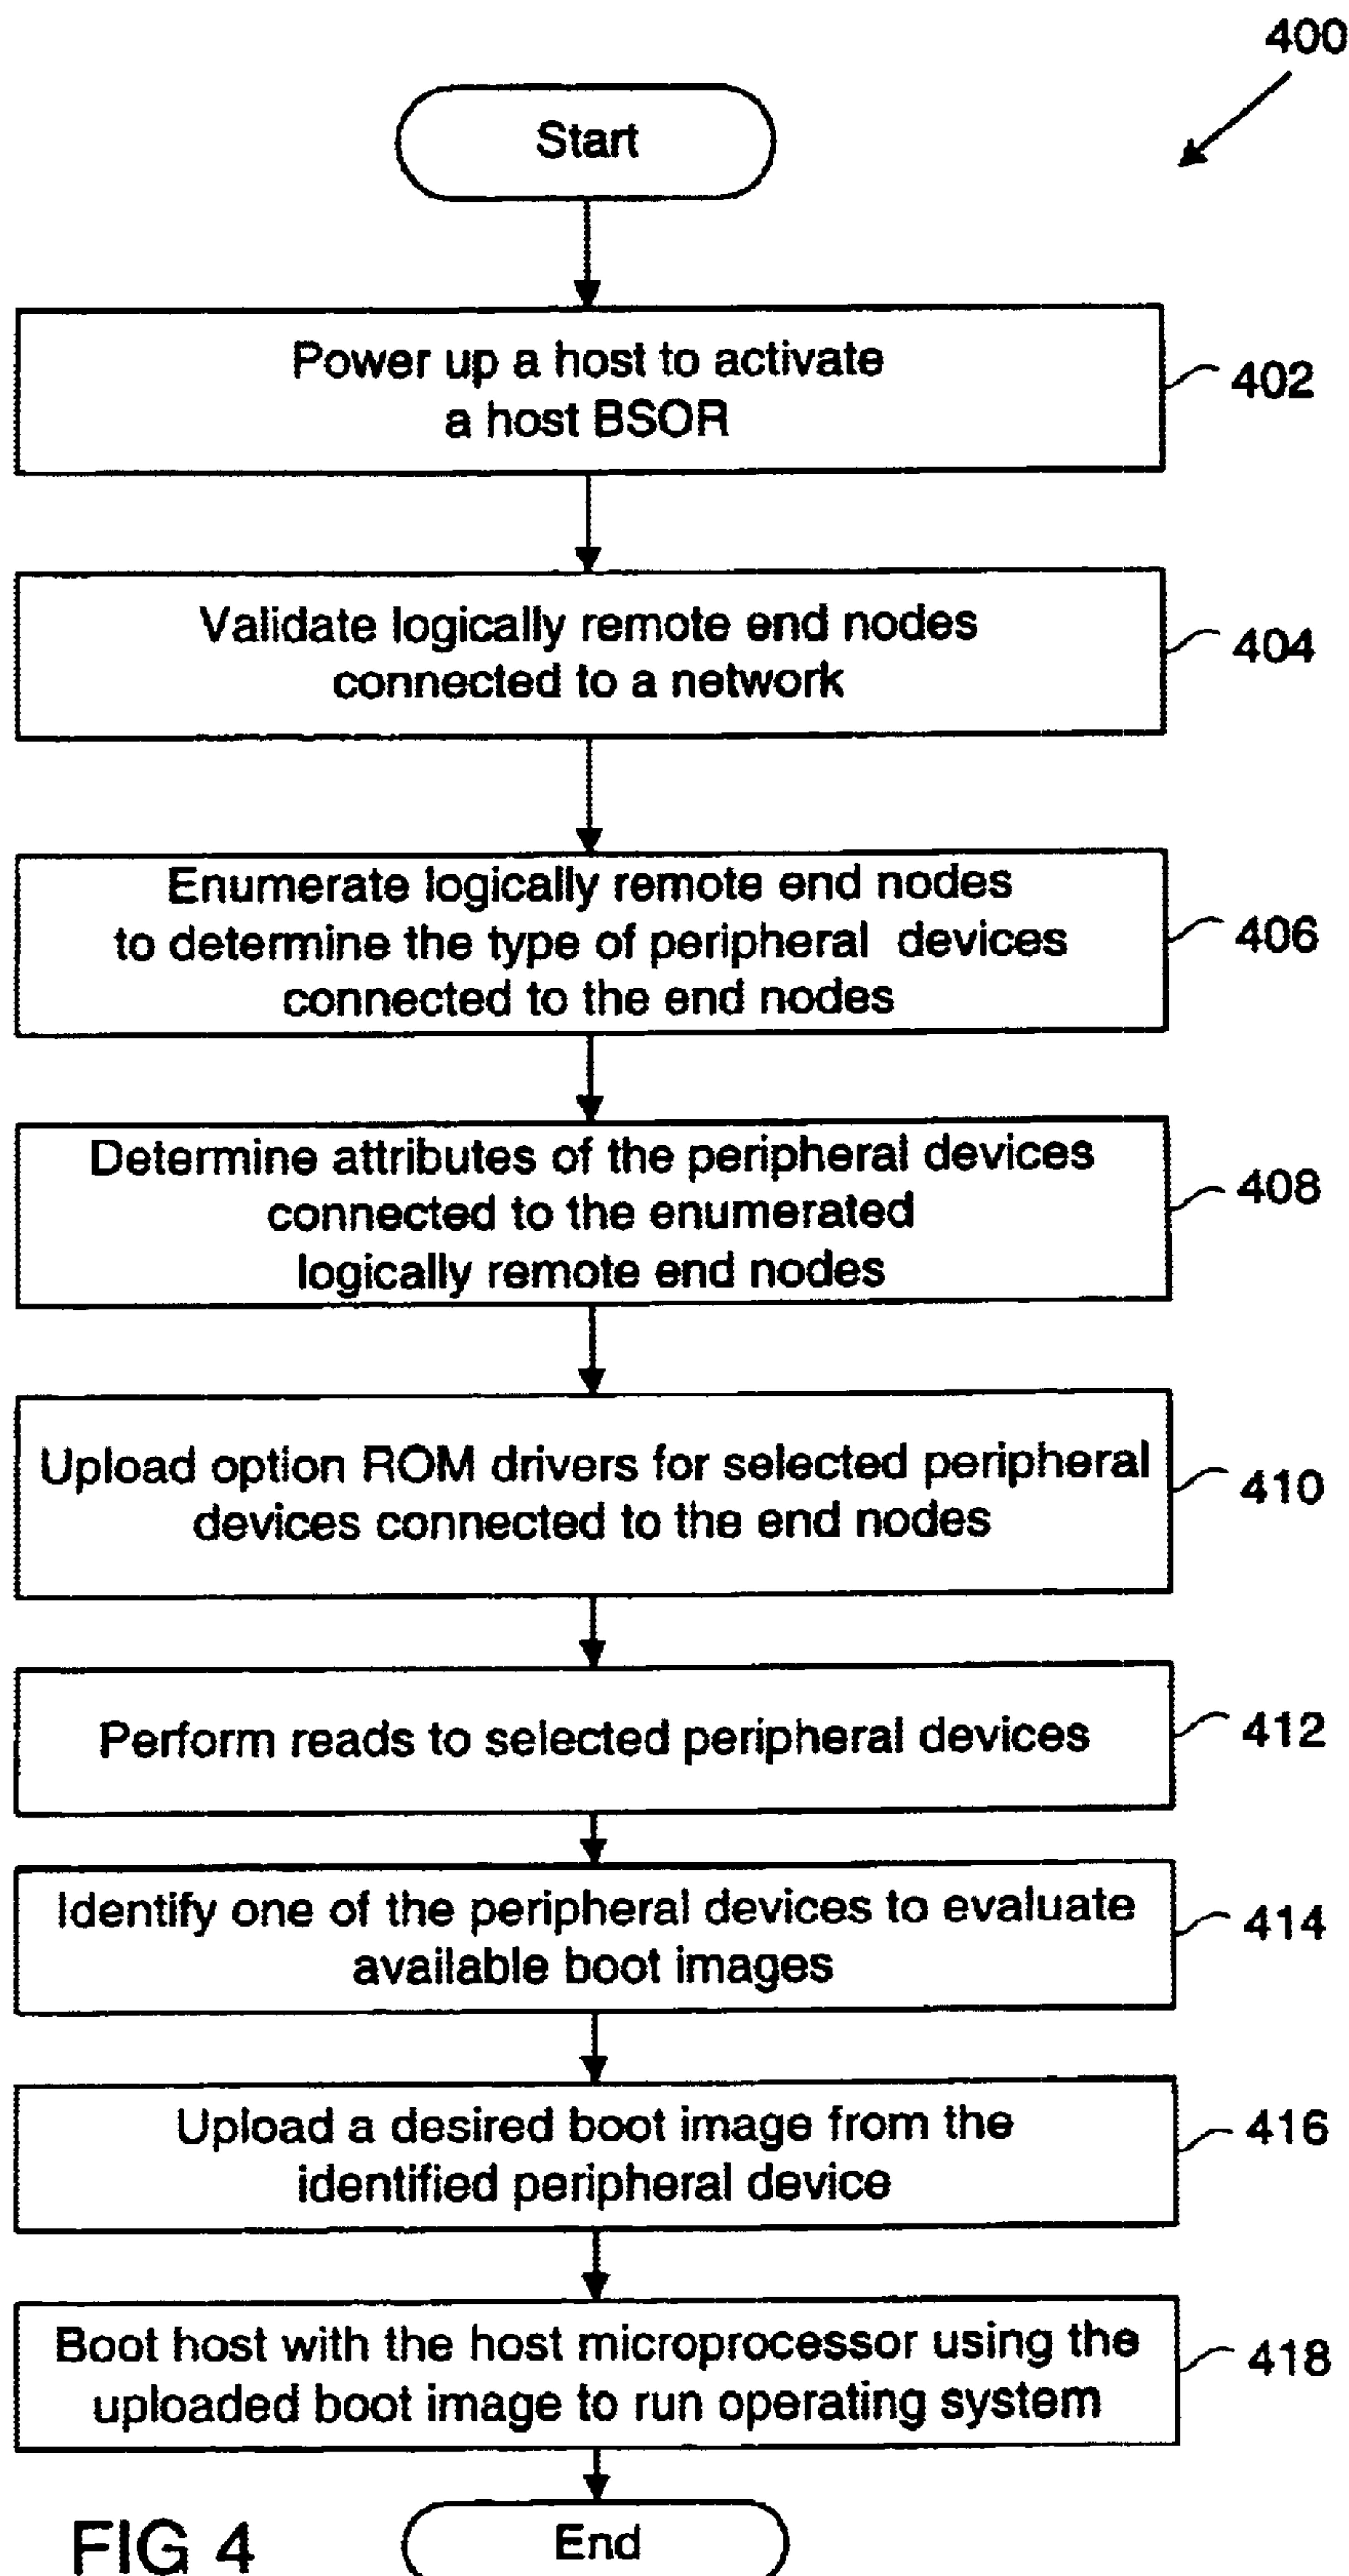 400
Start
Power up a host to activate
a host BSOR
402
Validate logically remote end nodes
connected to a network
404
Enumerate logically remote end nodes
to determine the type of peripheral devices
connected to the end nodes
406
Determine attributes of the peripheral devices
connected to the enumerated
logically remote end nodes
408
Upload option ROM drivers for selected peripheral
devices connected to the end nodes
410
Perform reads to selected peripheral devices
412
Identify one of the peripheral devices to evaluate
available boot images
414
Upload a desired boot image from the
identified peripheral device
416
Boot host with the host microprocessor using the
uploaded boot image to run operating system
418
End
FIG 4